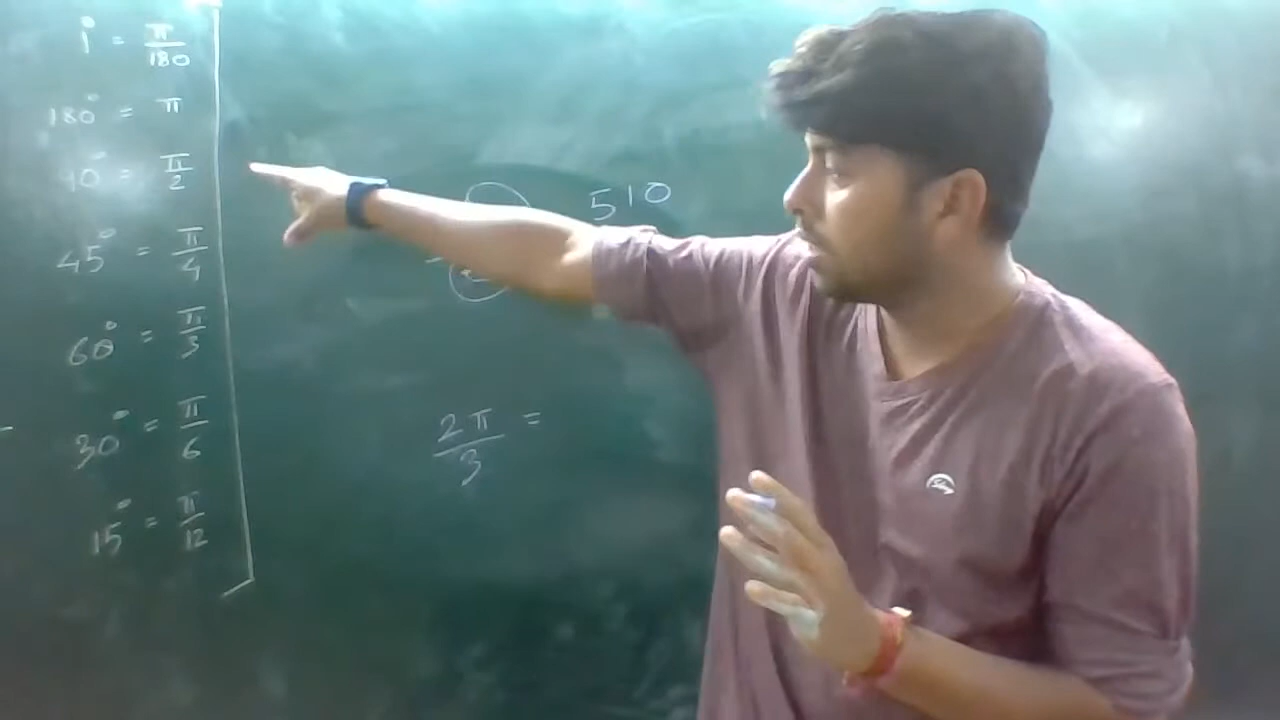 1° = π/180
180° = π
90° = π/2
45° = π/4
60° = π/3
30° = π/6
15° = π/12
510
2π/3 =